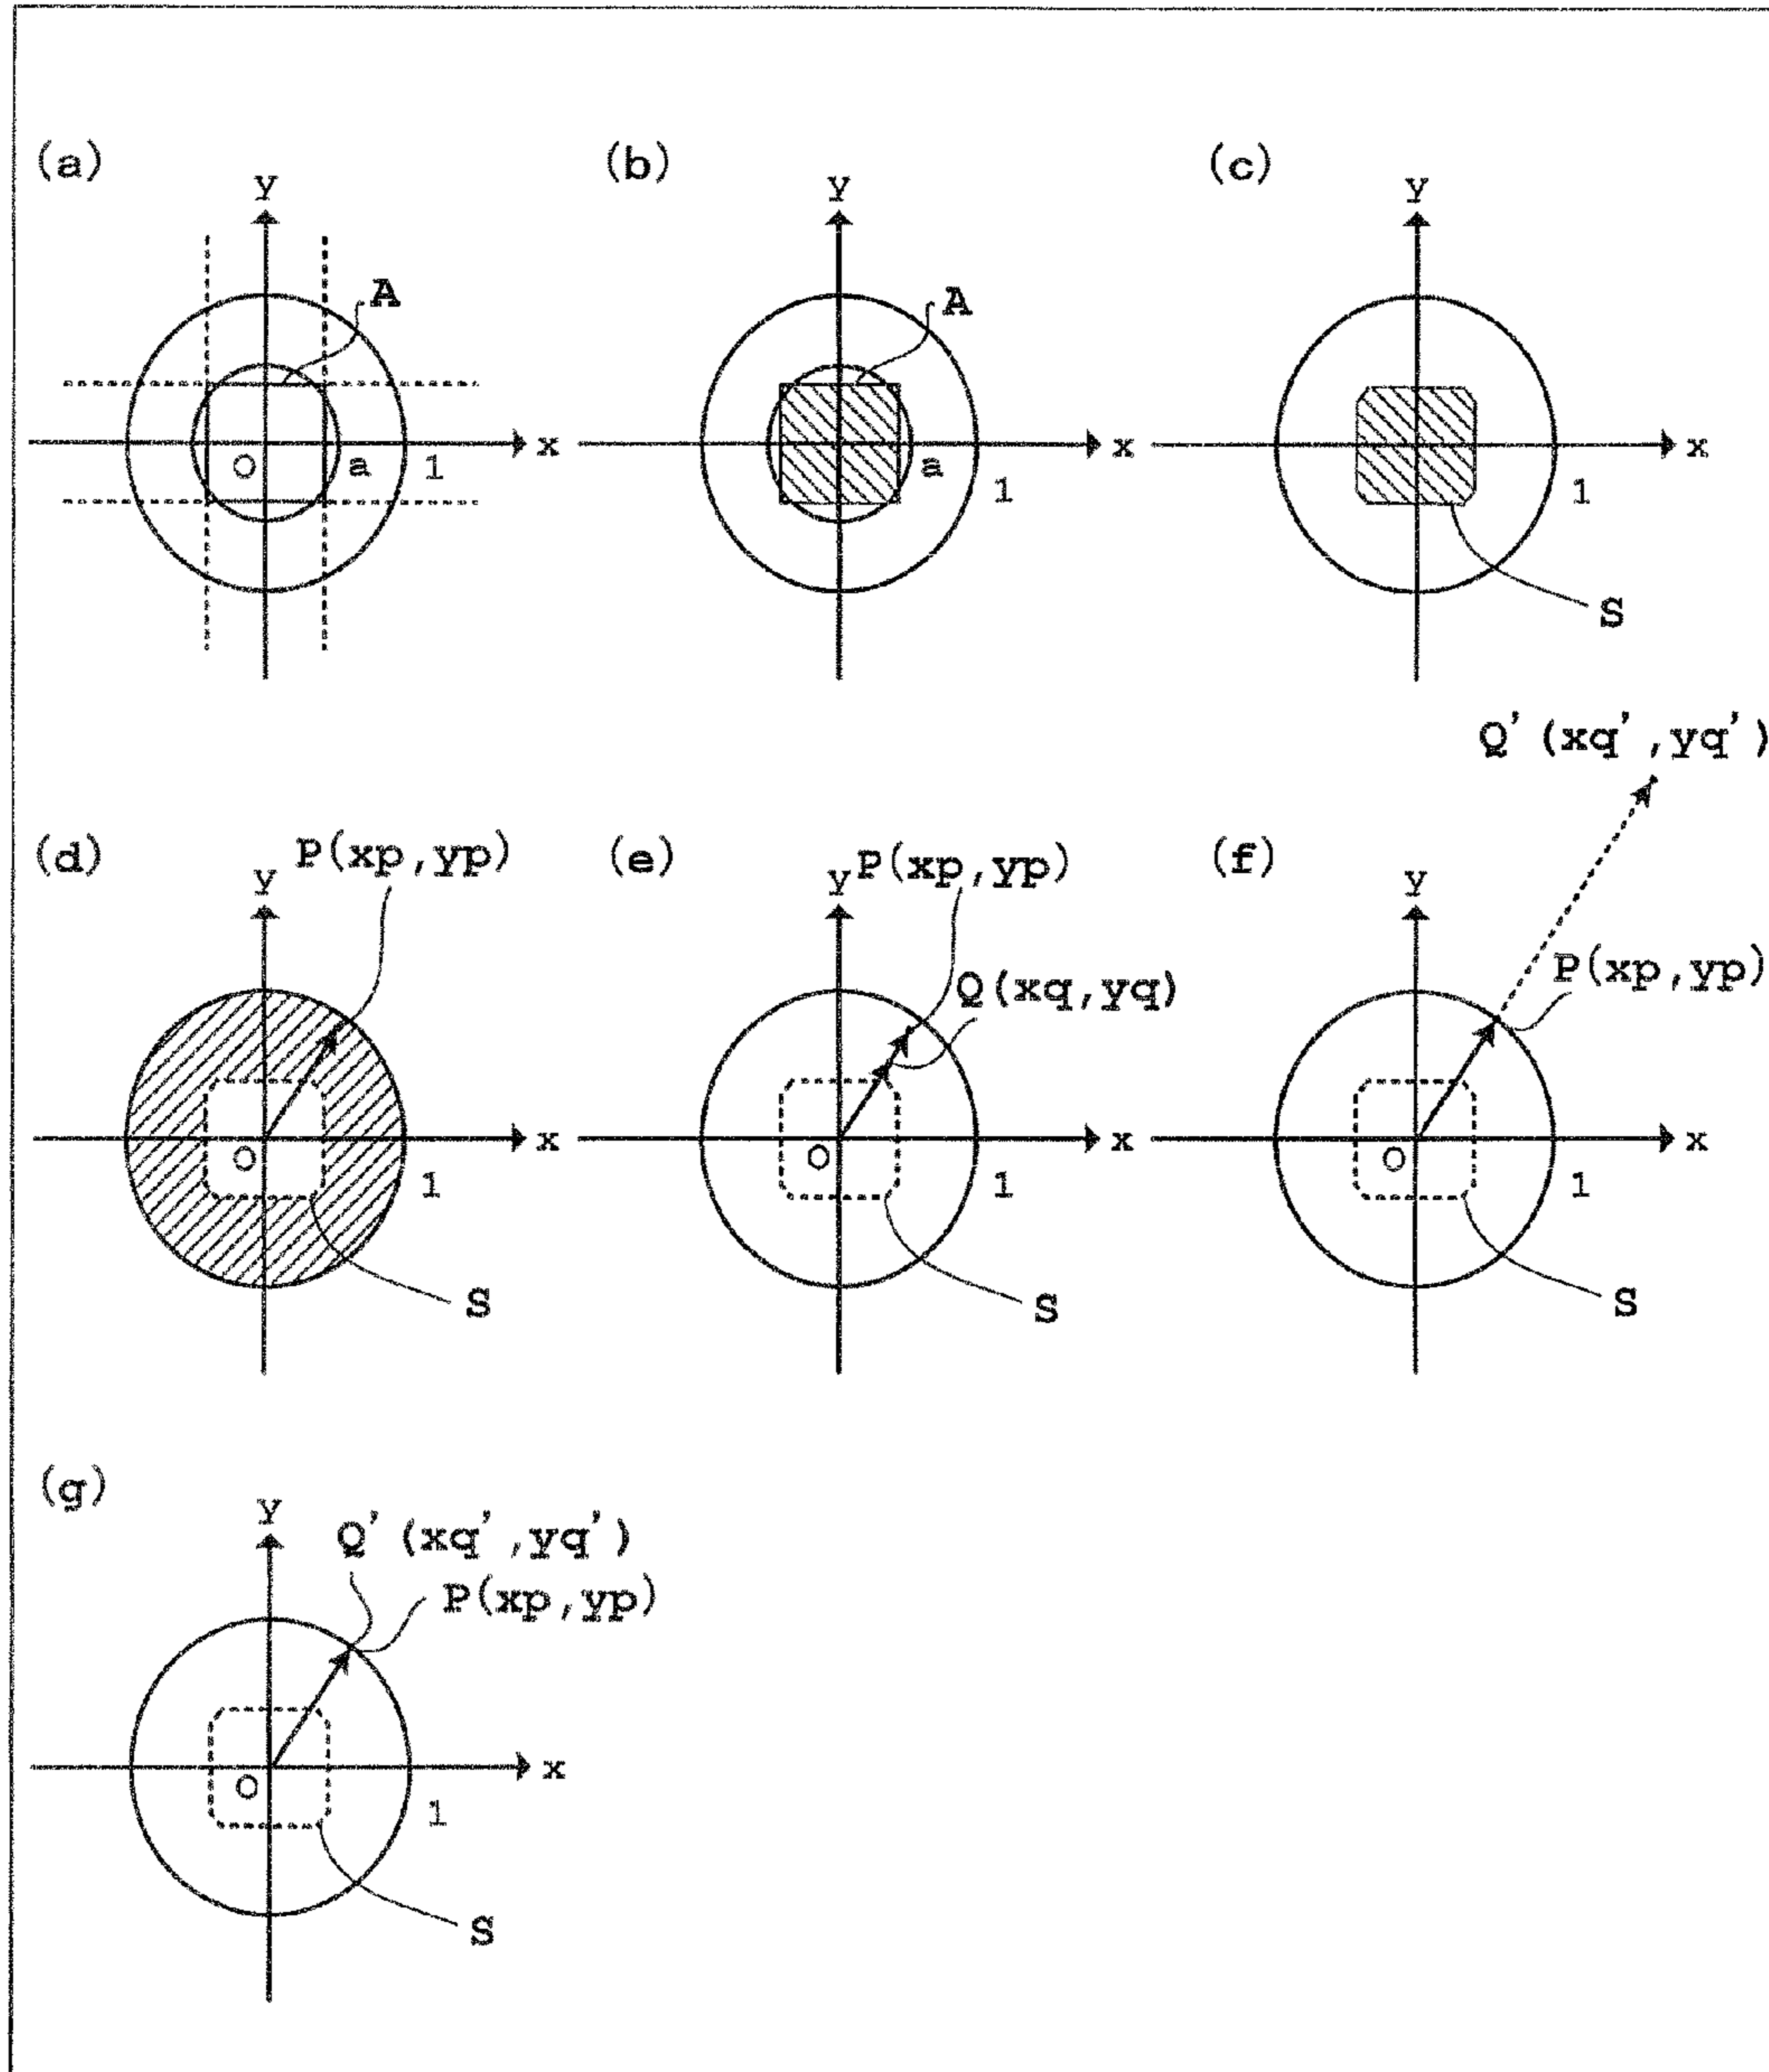 (a)
y
A
O
a
1
x
(b)
y
A
a
1
x
(c)
y
1
x
S
(d)
P(xp,yp)
y
O
1
x
S
(e)
y
P(xp,yp)
Q(xq,yq)
O
1
x
S
(f)
Q'(xq',yq')
y
P(xp,yp)
O
1
x
S
(g)
y
Q'(xq',yq')
P(xp,yp)
O
1
x
S